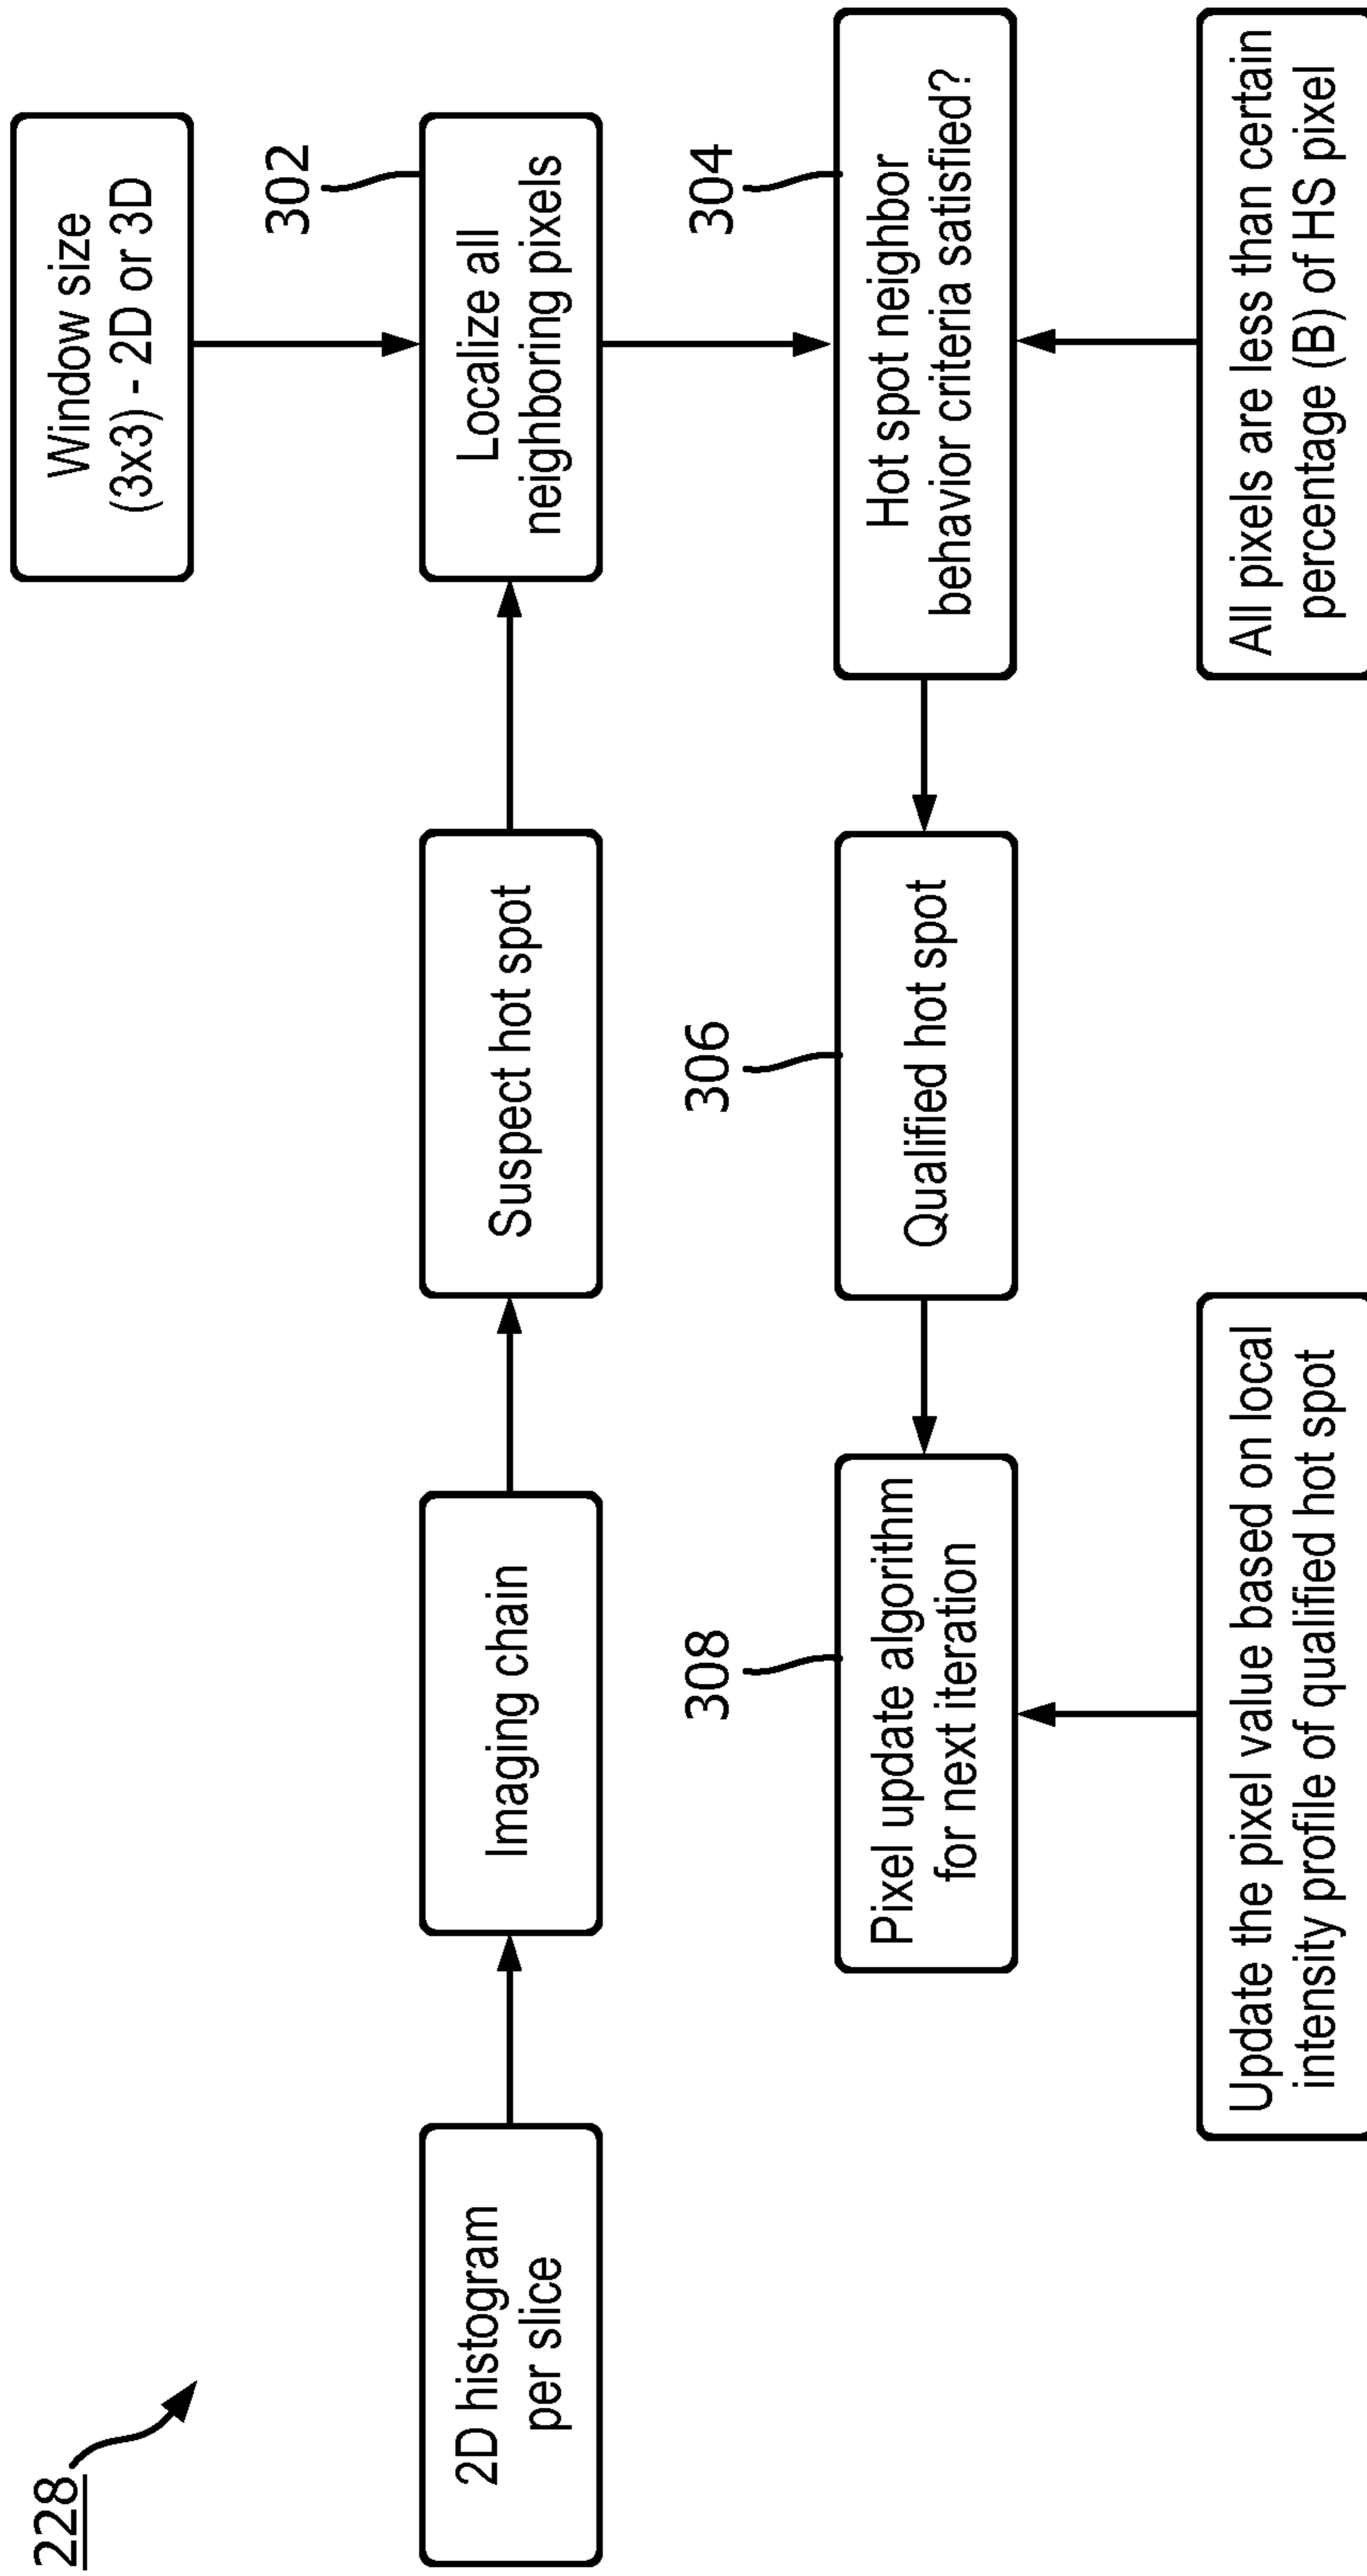 228
Window size
(3x3) - 2D or 3D
302
2D histogram
per slice
Imaging chain
Suspect hot spot
Localize all
neighboring pixels
308
306
304
Pixel update algorithm
for next iteration
Qualified hot spot
Hot spot neighbor
behavior criteria satisfied?
Update the pixel value based on local
intensity profile of qualified hot spot
All pixels are less than certain
percentage (B) of HS pixel